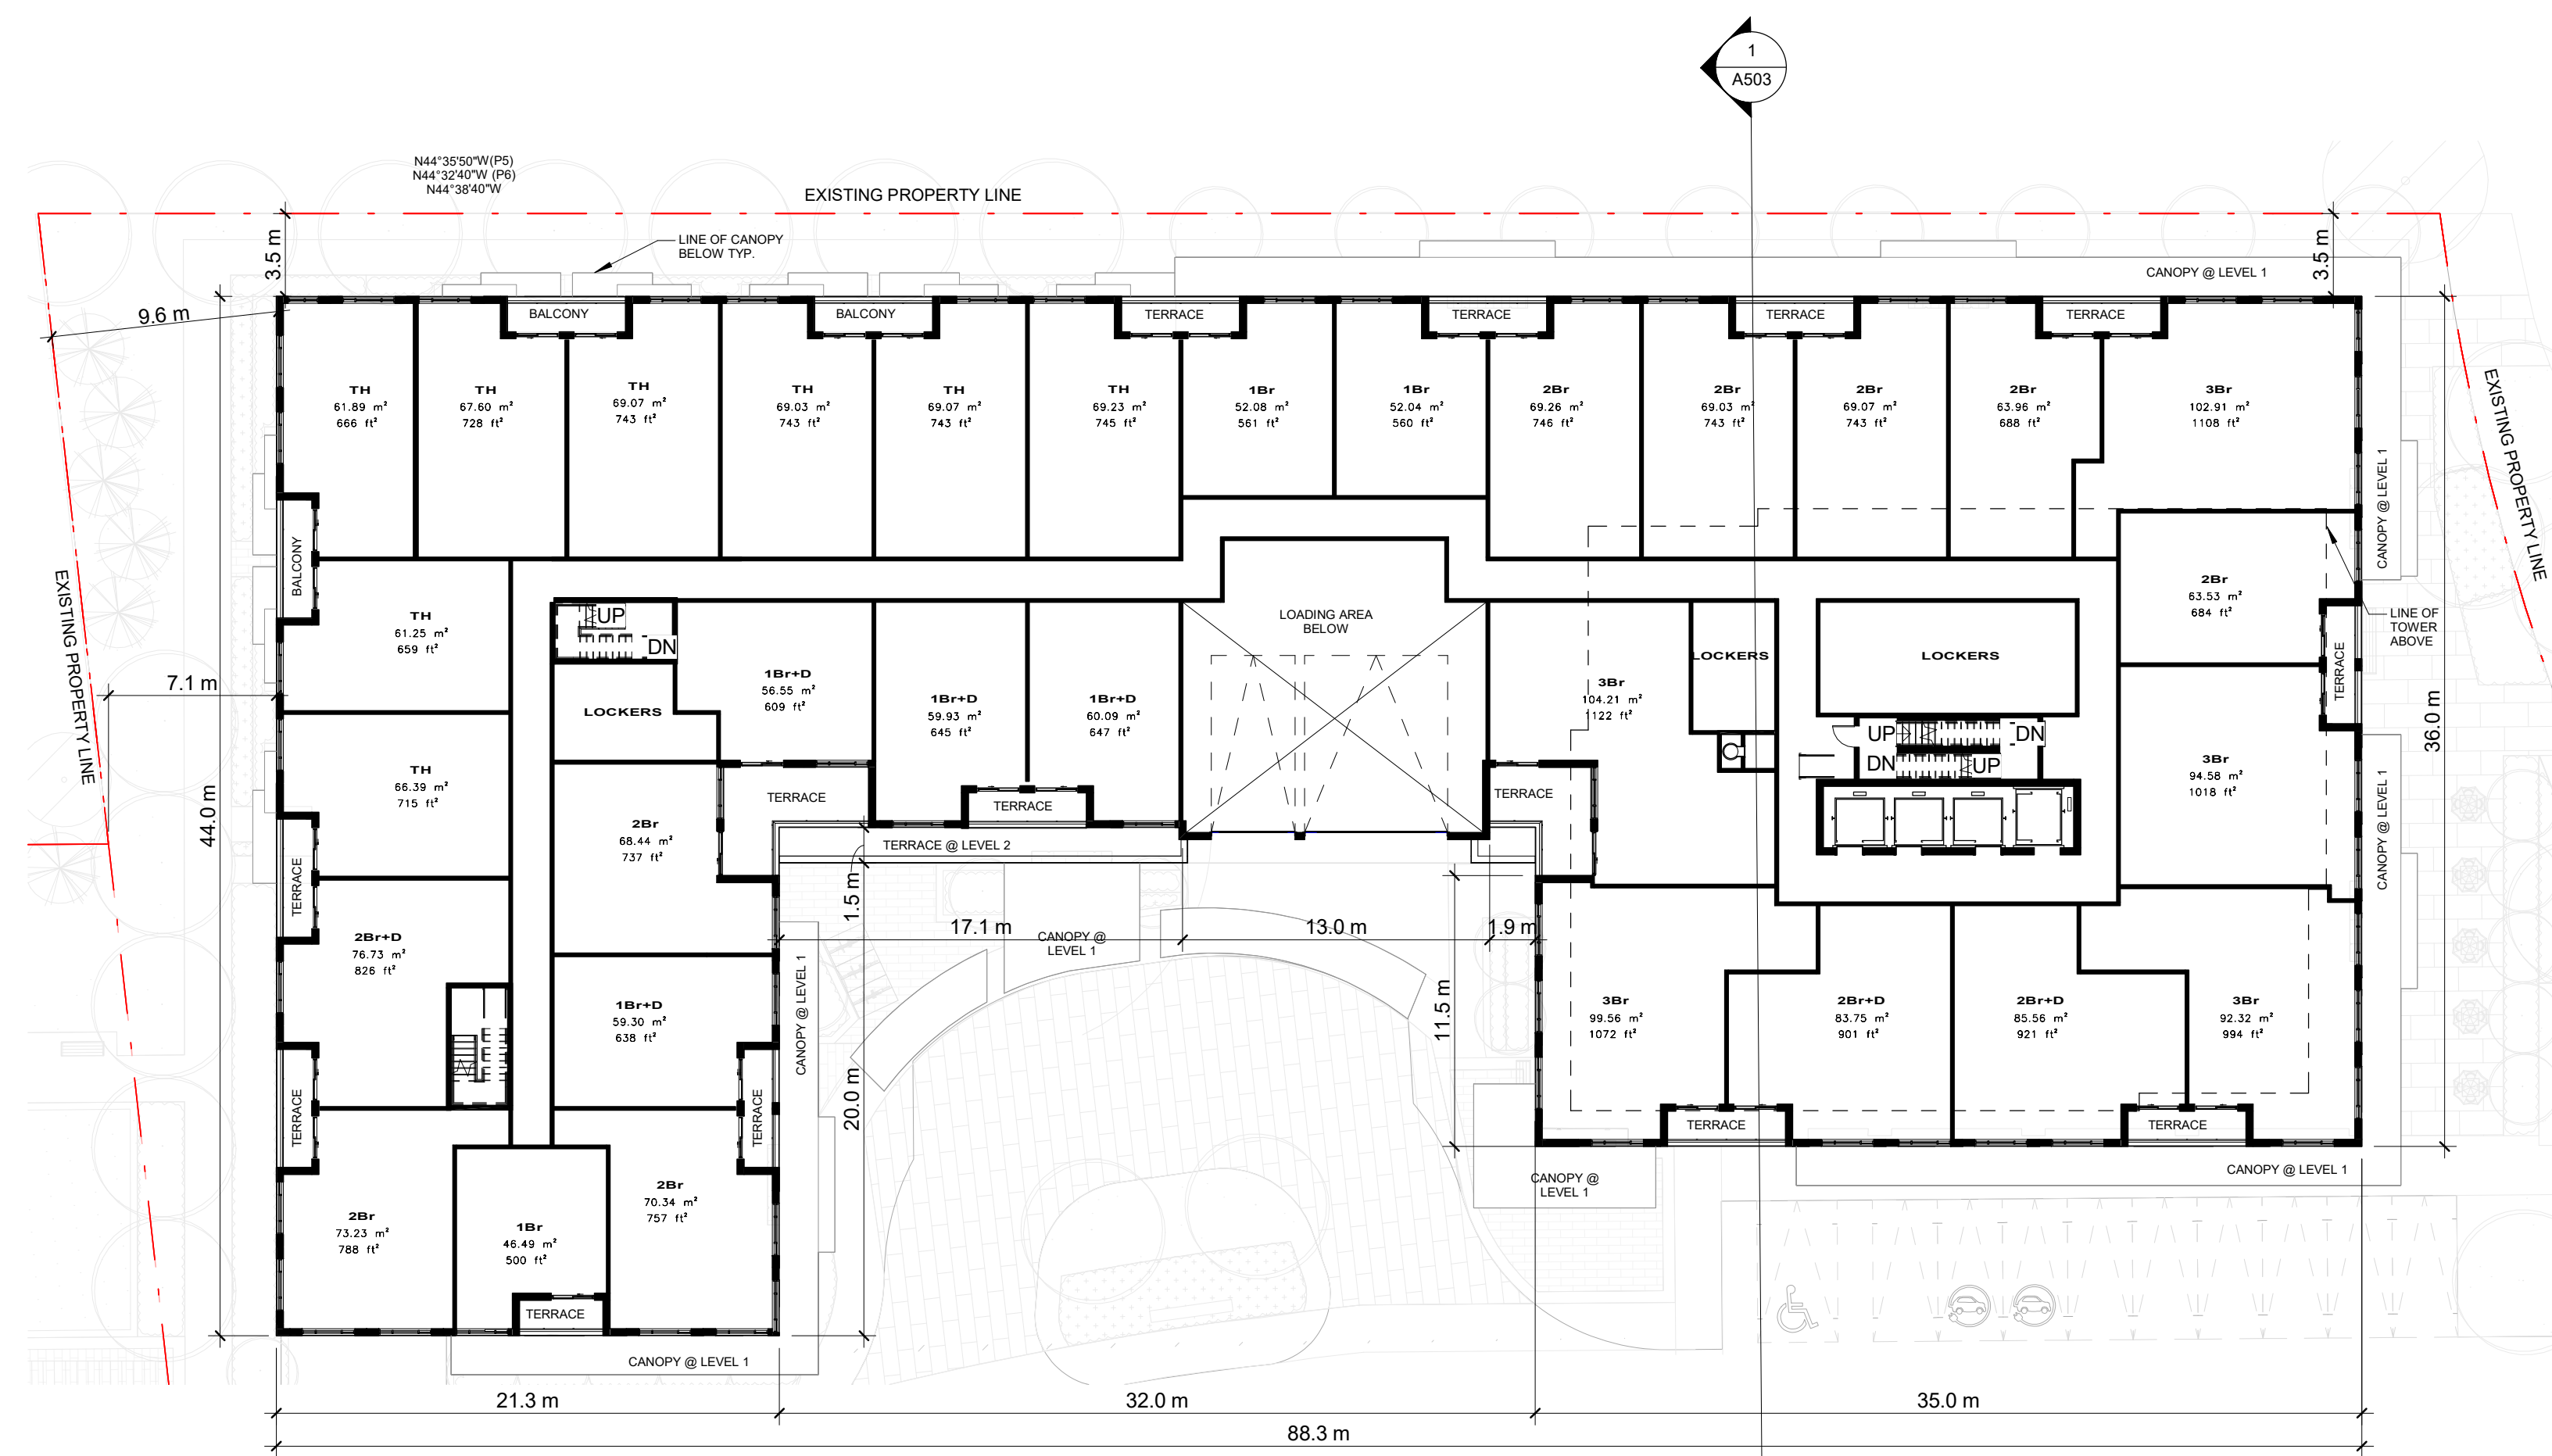 1
A503
N44°35'50"W(P5)
N44°32'40"W (P6)
N44°38'40"W
EXISTING PROPERTY LINE
3.5 m
LINE OF CANOPY
BELOW TYP.
CANOPY @ LEVEL 1
3.5 m
9.6 m
BALCONY
BALCONY
TERRACE
TERRACE
TERRACE
TERRACE
TH
61.89 m²
666 ft²
TH
67.60 m²
728 ft²
TH
69.07 m²
743 ft²
TH
69.03 m²
743 ft²
TH
69.07 m²
743 ft²
TH
69.23 m²
745 ft²
1Br
52.08 m²
561 ft²
1Br
52.04 m²
560 ft²
2Br
69.26 m²
746 ft²
2Br
69.03 m²
743 ft²
2Br
69.07 m²
743 ft²
2Br
63.96 m²
688 ft²
3Br
102.91 m²
1108 ft²
EXISTING PROPERTY LINE
CANOPY @ LEVEL 1
BALCONY
EXISTING PROPERTY LINE
TH
61.25 m²
659 ft²
UP
DN
LOADING AREA
BELOW
2Br
63.53 m²
684 ft²
LINE OF
TOWER
ABOVE
TERRACE
7.1 m
LOCKERS
1Br+D
56.55 m²
609 ft²
1Br+D
59.93 m²
645 ft²
1Br+D
60.09 m²
647 ft²
3Br
104.21 m²
1122 ft²
LOCKERS
LOCKERS
UP
DN
DN
UP
36.0 m
44.0 m
TH
66.39 m²
715 ft²
TERRACE
TERRACE
TERRACE
3Br
94.58 m²
1018 ft²
CANOPY @ LEVEL 1
2Br
68.44 m²
737 ft²
TERRACE @ LEVEL 2
TERRACE
1.5 m
17.1 m
13.0 m
1.9 m
CANOPY @
LEVEL 1
2Br+D
76.73 m²
826 ft²
CANOPY @ LEVEL 1
1Br+D
59.30 m²
638 ft²
11.5 m
3Br
99.56 m²
1072 ft²
2Br+D
83.75 m²
901 ft²
2Br+D
85.56 m²
921 ft²
3Br
92.32 m²
994 ft²
TERRACE
TERRACE
20.0 m
TERRACE
TERRACE
CANOPY @ LEVEL 1
CANOPY @
LEVEL 1
2Br
73.23 m²
788 ft²
1Br
46.49 m²
500 ft²
2Br
70.34 m²
757 ft²
TERRACE
CANOPY @ LEVEL 1
21.3 m
32.0 m
35.0 m
88.3 m